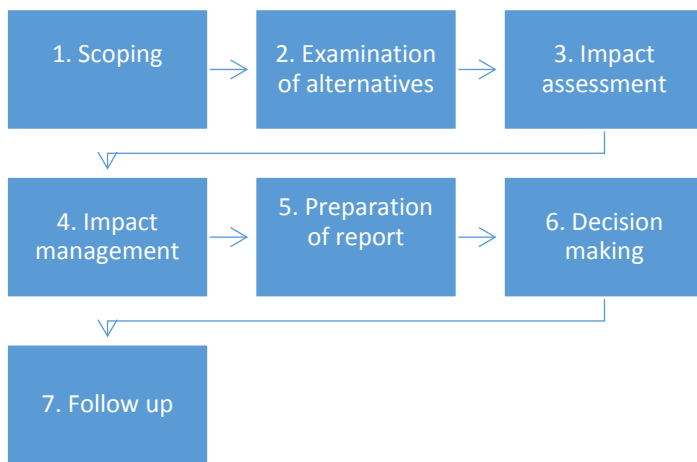 1. Scoping
2. Examination
of alternatives
3. Impact
assessment
4. Impact
management
5. Preparation
of report
6. Decision
making
7. Follow up